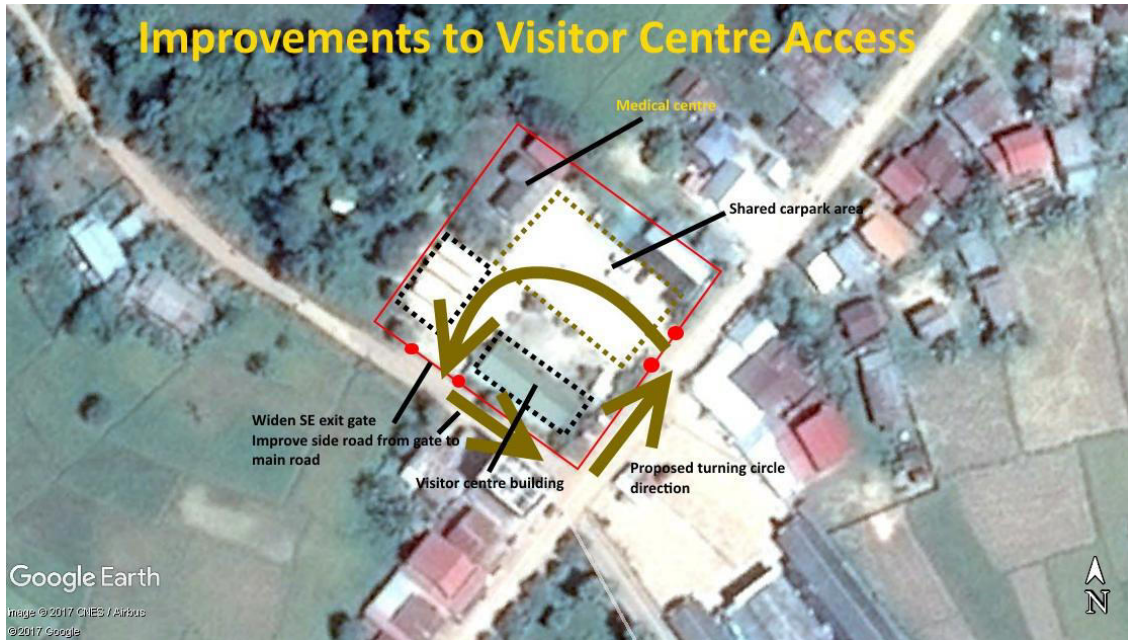 Improvements to Visitor Centre Access
Medical centre
Shared carpark area
Widen SE exit gate
Improve side road from gate to
main road
Visitor centre building
Proposed turning circle
direction
Google Earth
Image © 2017 CNES / Airbus
© 2017 Google
N